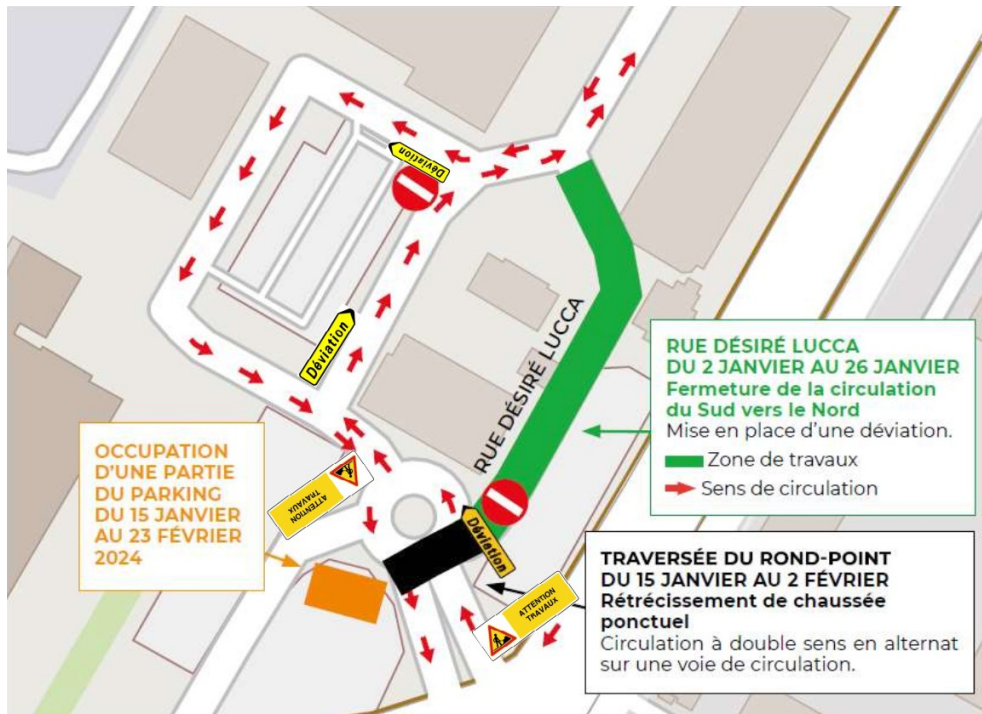 Déviation
Déviation
RUE DÉSIRÉ LUCCA
RUE DÉSIRÉ LUCCA
DU 2 JANVIER AU 26 JANVIER
Fermeture de la circulation
du Sud vers le Nord
Mise en place d’une déviation.
Zone de travaux
Sens de circulation
OCCUPATION
D’UNE PARTIE
DU PARKING
DU 15 JANVIER
AU 23 FÉVRIER
2024
ATTENTION
TRAVAUX
Déviation
ATTENTION
TRAVAUX
TRAVERSÉE DU ROND-POINT
DU 15 JANVIER AU 2 FÉVRIER
Rétrécissement de chaussée
ponctuel
Circulation à double sens en alternat
sur une voie de circulation.